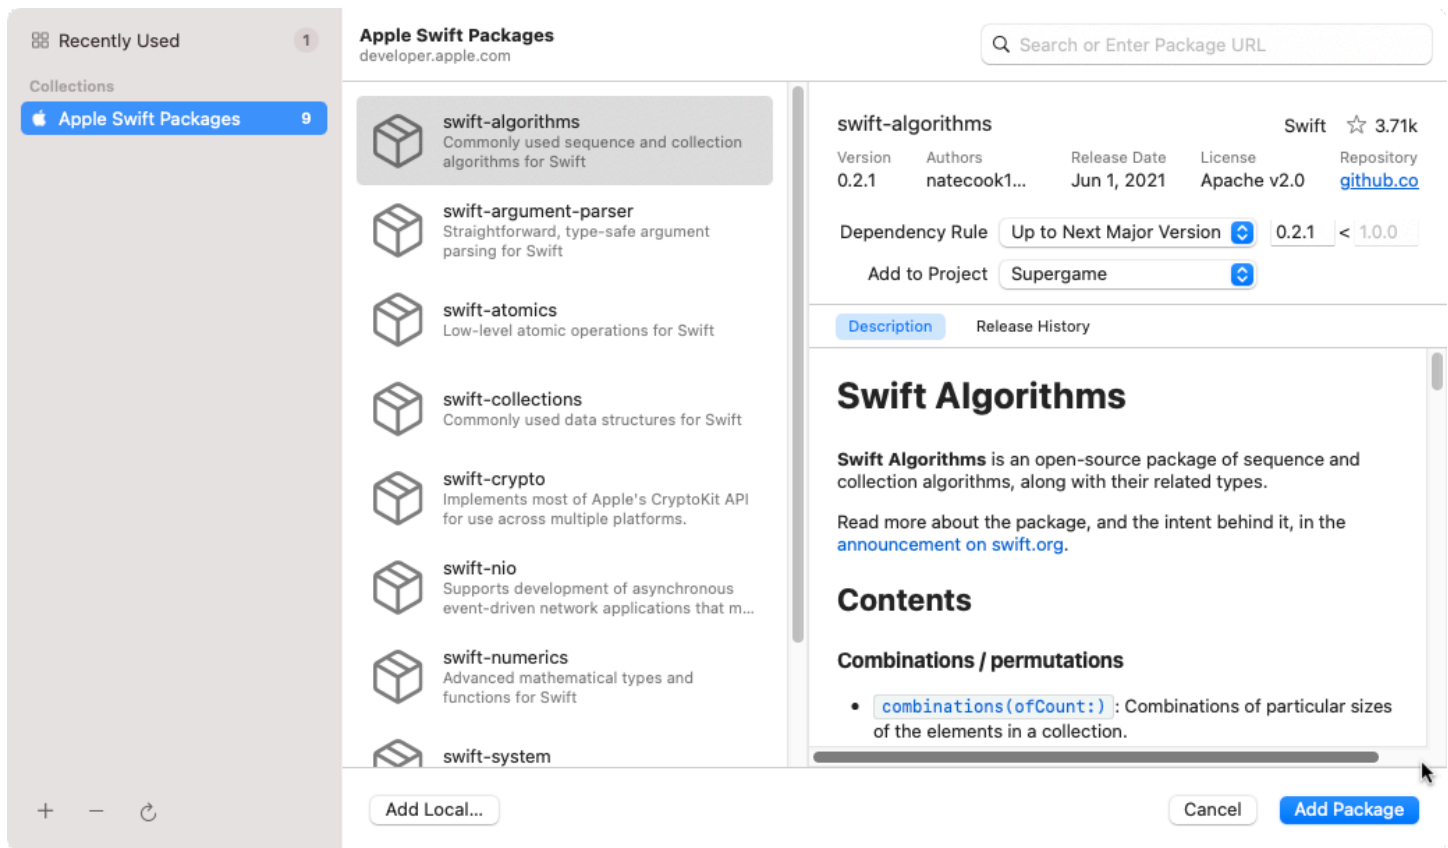 Recently Used 1
Collections
Apple Swift Packages 9
Apple Swift Packages
developer.apple.com
Search or Enter Package URL
swift-algorithms
Commonly used sequence and collection
algorithms for Swift
swift-argument-parser
Straightforward, type-safe argument
parsing for Swift
swift-atomics
Low-level atomic operations for Swift
swift-collections
Commonly used data structures for Swift
swift-crypto
Implements most of Apple's CryptoKit API
for use across multiple platforms.
swift-nio
Supports development of asynchronous
event-driven network applications that m...
swift-numerics
Advanced mathematical types and
functions for Swift
swift-system
swift-algorithms Swift 3.71k
Version Authors Release Date License Repository
0.2.1 natecook1... Jun 1, 2021 Apache v2.0 github.co
Dependency Rule Up to Next Major Version 0.2.1 < 1.0.0
Add to Project Supergame
Description Release History
Swift Algorithms
Swift Algorithms is an open-source package of sequence and
collection algorithms, along with their related types.
Read more about the package, and the intent behind it, in the
announcement on swift.org.
Contents
Combinations / permutations
• combinations(ofCount:) : Combinations of particular sizes
of the elements in a collection.
Add Local... Cancel Add Package